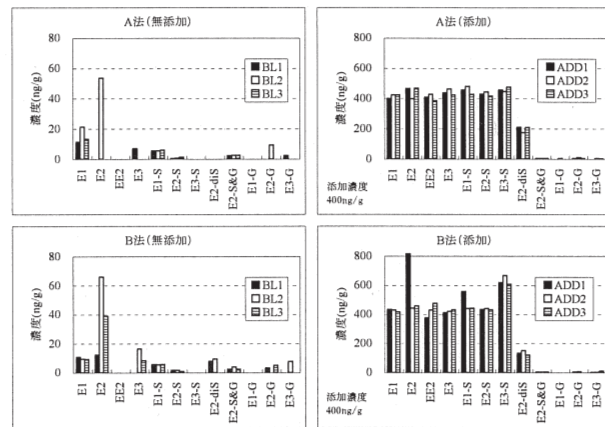 A法(無添加)
濃度(ng/g)
80
60
40
20
0
BL1
BL2
BL3
E1
E2
EE2
E3
E1-S
E2-S
E3-S
E2-diS
E2-S&G
E1-G
E2-G
E3-G
A法(添加)
濃度(ng/g)
800
600
400
200
0
ADD1
ADD2
ADD3
添加濃度
400ng/g
E1
E2
EE2
E3
E1-S
E2-S
E3-S
E2-diS
E2-S&G
E1-G
E2-G
E3-G
B法(無添加)
濃度(ng/g)
80
60
40
20
0
BL1
BL2
BL3
E1
E2
EE2
E3
E1-S
E2-S
E3-S
E2-diS
E2-S&G
E1-G
E2-G
E3-G
B法(添加)
濃度(ng/g)
800
600
400
200
0
ADD1
ADD2
ADD3
添加濃度
400ng/g
E1
E2
EE2
E3
E1-S
E2-S
E3-S
E2-diS
E2-S&G
E1-G
E2-G
E3-G